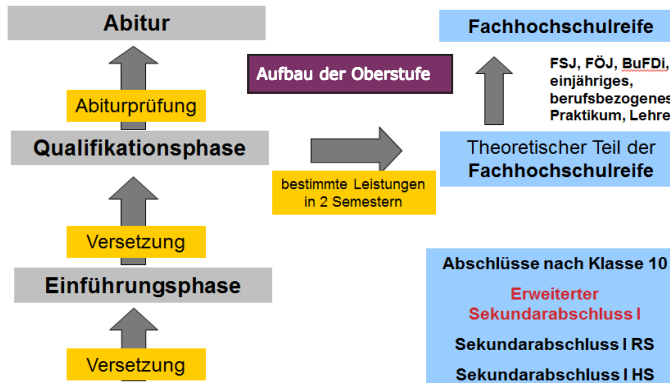 Abitur
Fachhochschulreife
Aufbau der Oberstufe
FSJ, FÖJ, BuFDi,
einjähriges,
berufsbezogenes
Praktikum, Lehre
Abiturprüfung
Qualifikationsphase
Theoretischer Teil der
Fachhochschulreife
bestimmte Leistungen
in 2 Semestern
Versetzung
Einführungsphase
Abschlüsse nach Klasse 10
Erweiterter
Sekundarabschluss I
Sekundarabschluss I RS
Sekundarabschluss I HS
Versetzung